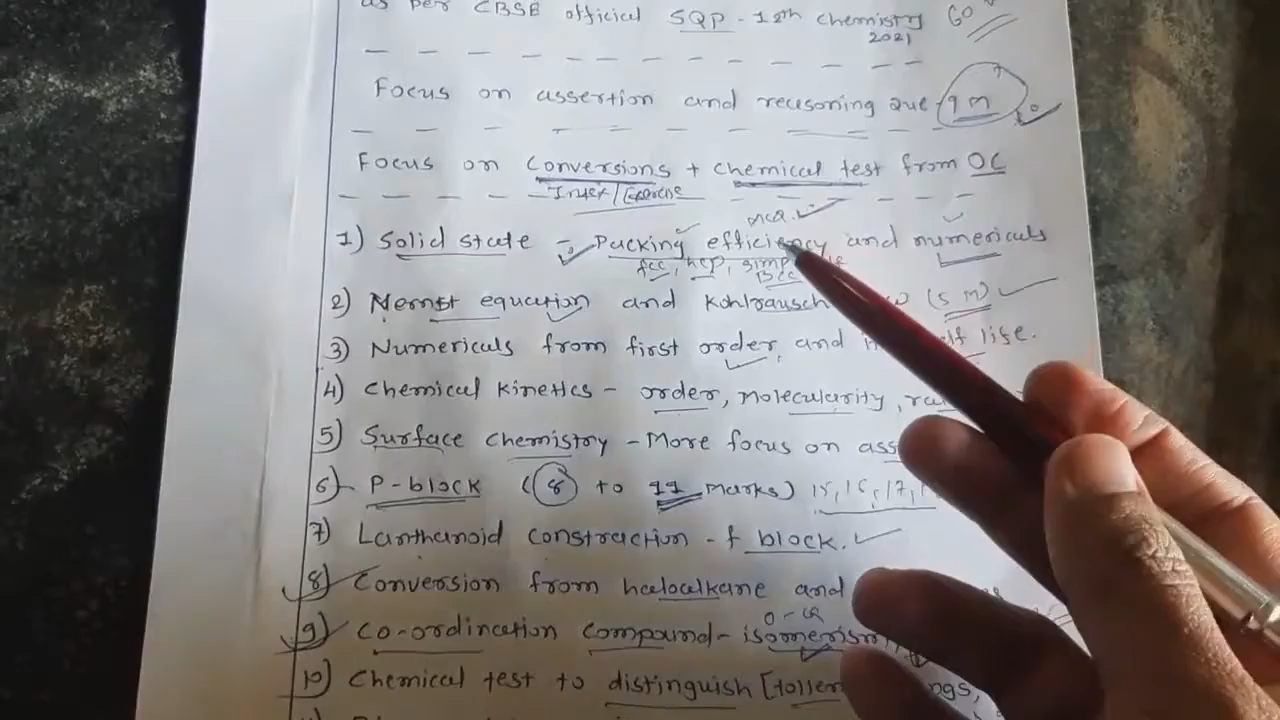 as per CBSE official SQP - 12th chemistry 60
2021
Focus on assertion and reasoning que 9 m
Focus on conversions + chemical test from OC
Intext / Exercise
mcq.
1) Solid state - Packing efficiency and numericals
fcc, hcp, simp
Bcc
2) Nernst equation and Kohlrausch (5 M)
3) Numericals from first order, and half life.
4) Chemical kinetics - order, molecularity,
5) Surface chemistry - More focus on
6) P-block (8 to 11 Marks) 15, 16, 17,
7) Lanthanoid constraction - f block.
8) Conversion from haloalkane and
9) Co-ordination compound - isomerism
10) Chemical test to distinguish [tollen